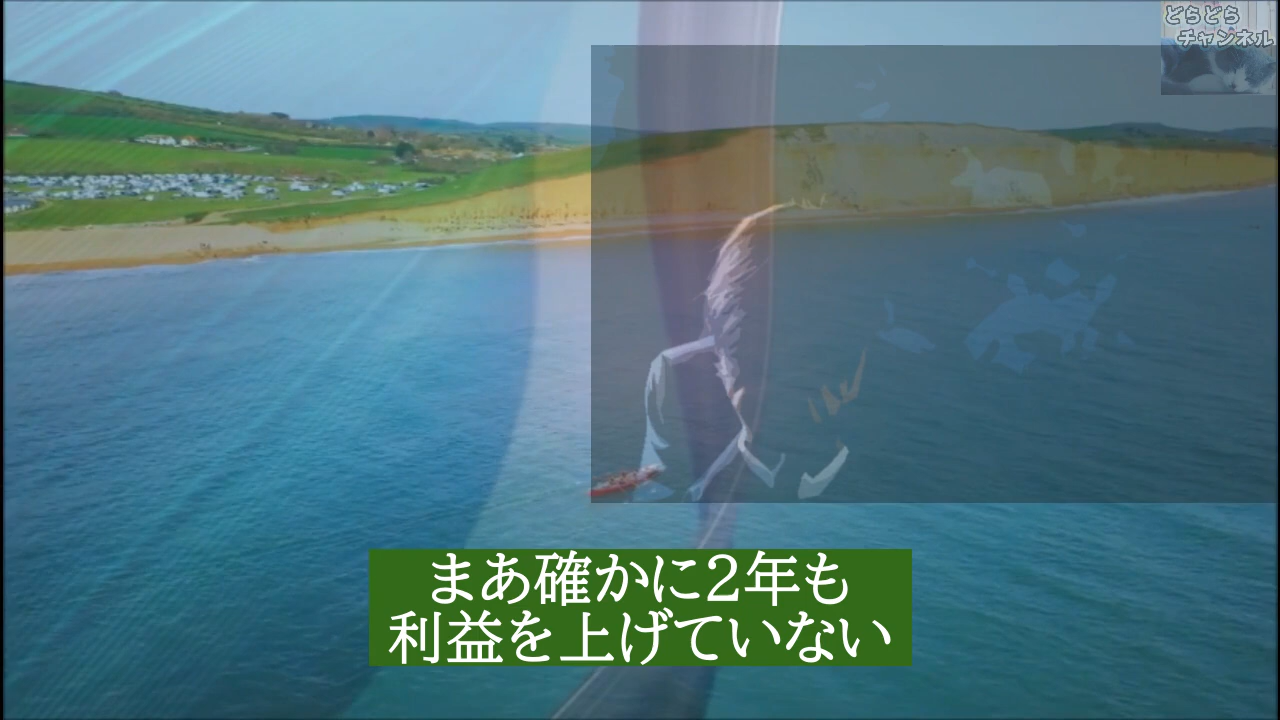 どらどら
チャンネル
まあ確かに２年も
利益を上げていない